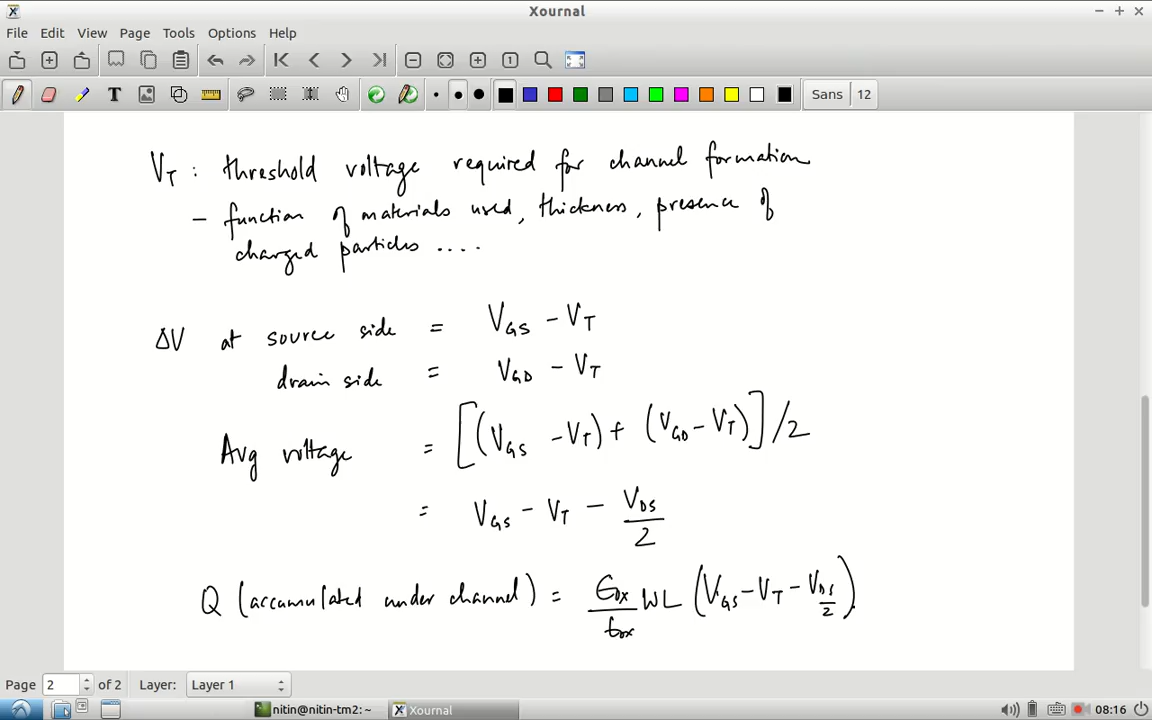 Xournal
File Edit View Page Tools Options Help
Sans 12
V_T : threshold voltage required for channel formation
– function of materials used, thickness, presence of
charged particles ....
ΔV at source side = V_GS – V_T
drain side = V_GD – V_T
Avg voltage = [(V_GS – V_T) + (V_GD – V_T)]/2
= V_GS – V_T – V_DS/2
Q (accumulated under channel) = ϵ_ox/t_ox WL (V_GS – V_T – V_DS/2)
Page 2 of 2 Layer: Layer 1
nitin@nitin-tm2: ~ Xournal 08:16